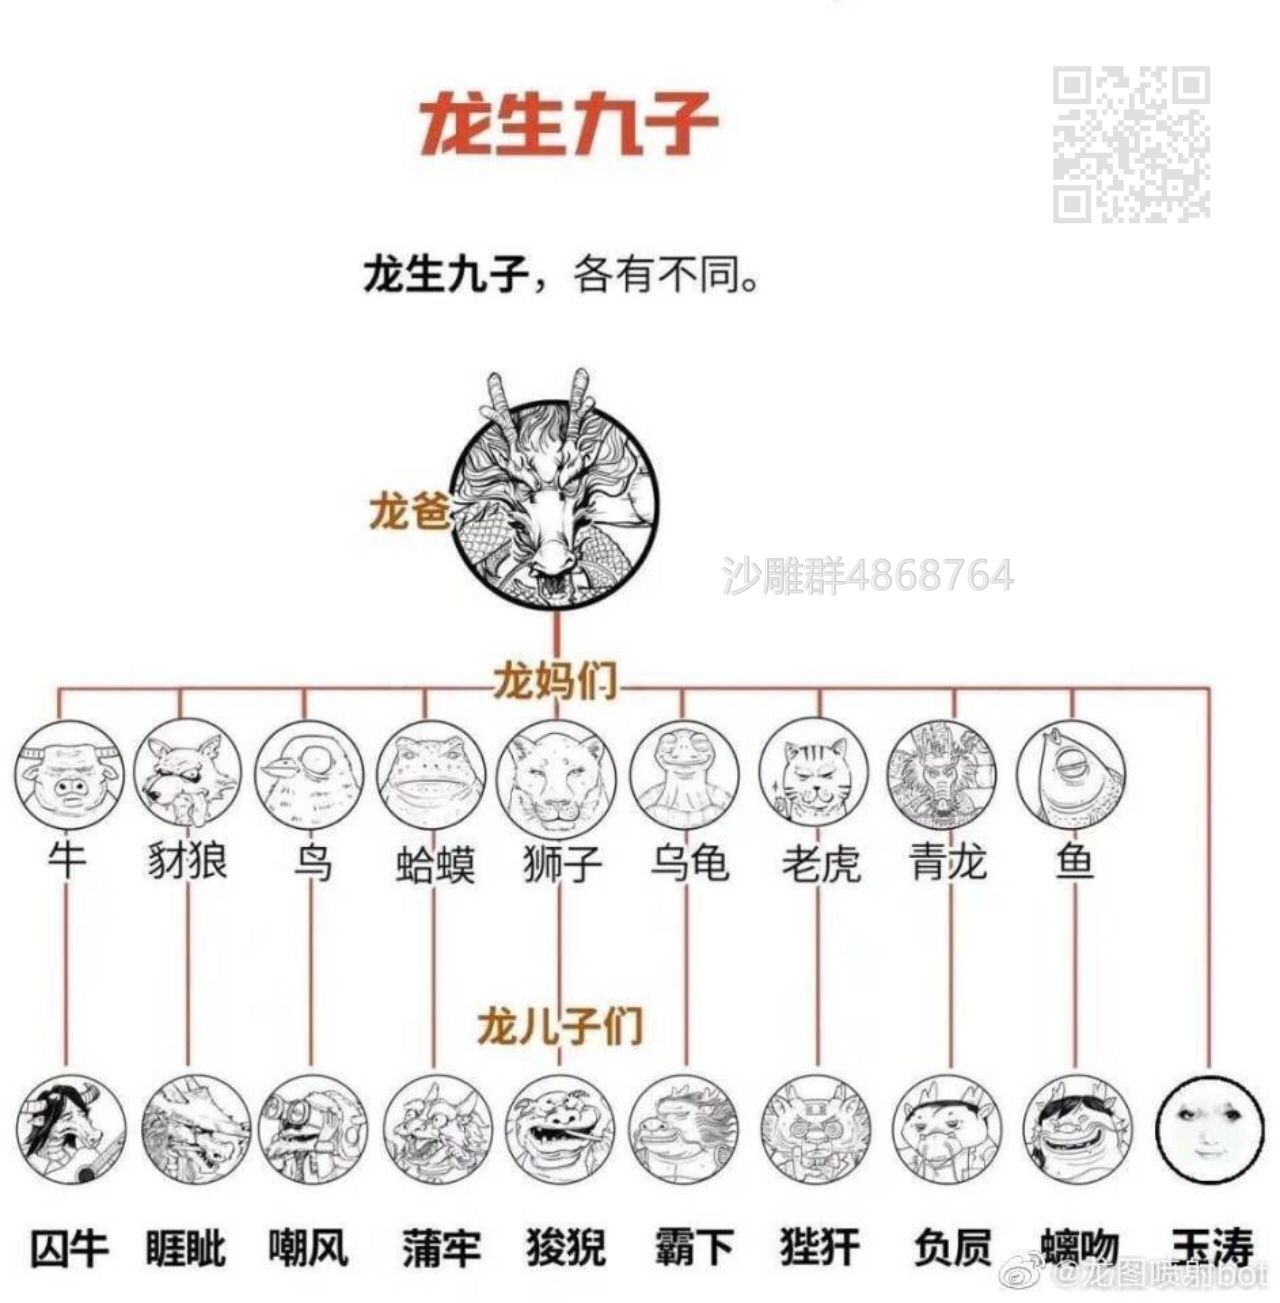 龙生九子
龙生九子，各有不同。
龙爸
沙雕群4868764
龙妈们
牛 豺狼 鸟 蛤蟆 狮子 乌龟 老虎 青龙 鱼
龙儿子们
囚牛 睚眦 嘲风 蒲牢 狻猊 霸下 狴犴 负屃 螭吻 玉涛
@龙图喷射bot